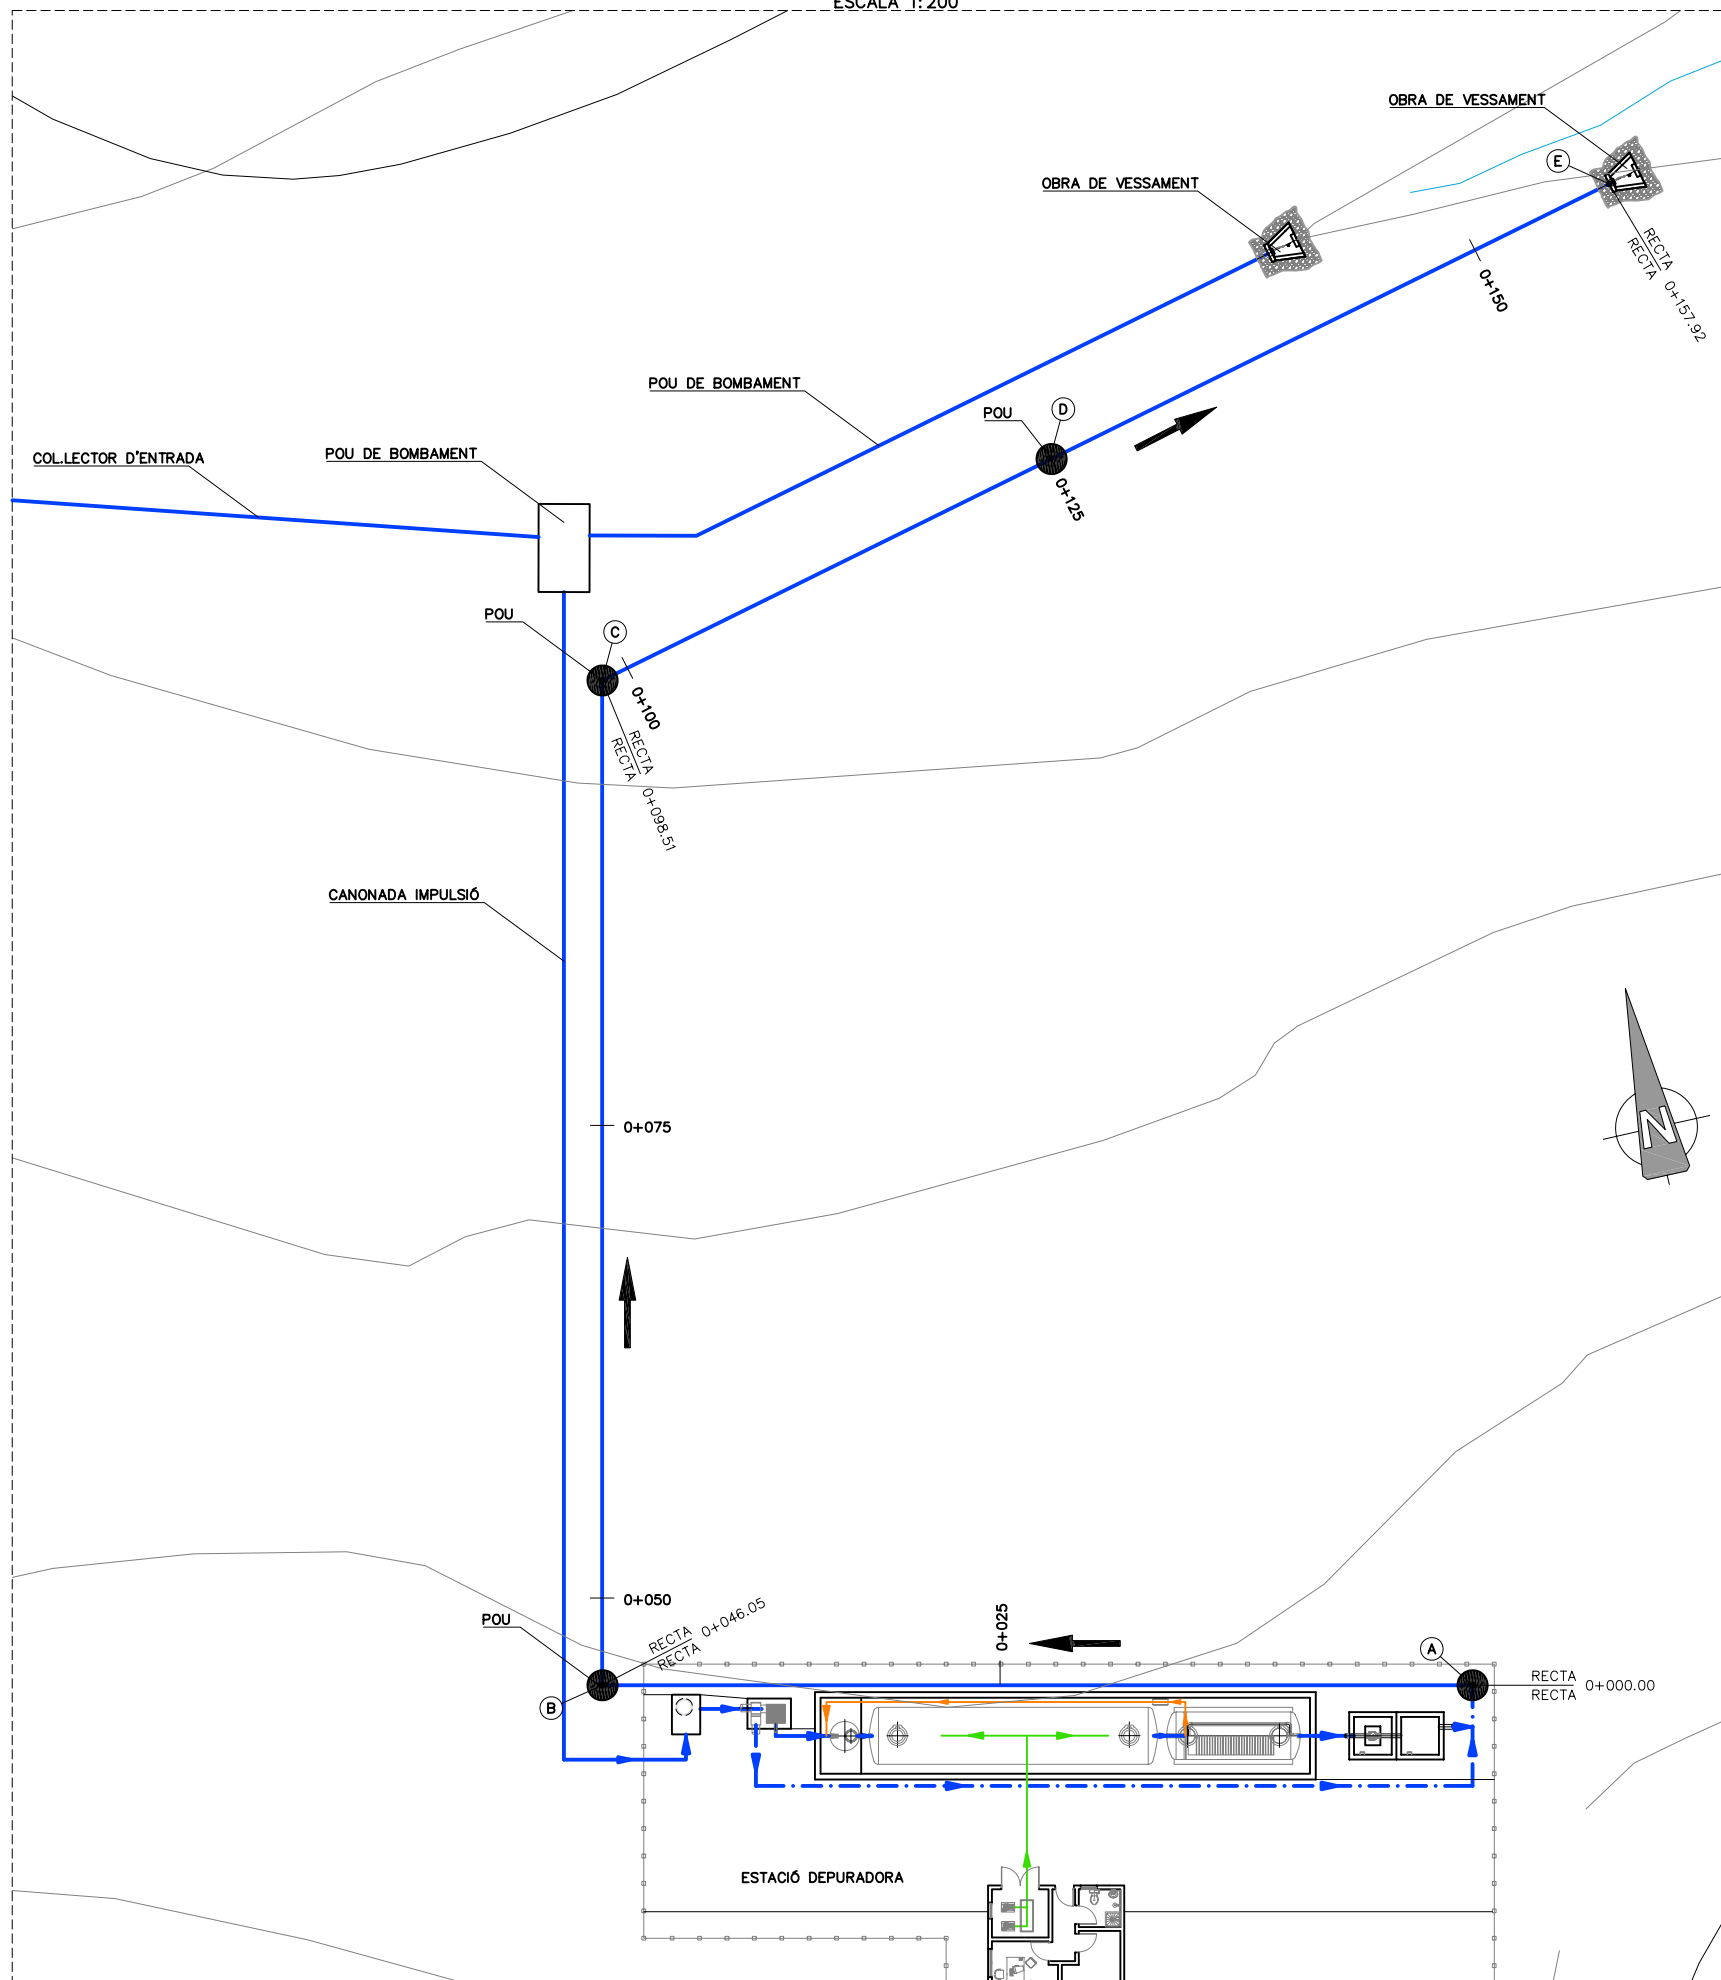 ESCALA 1:200
OBRA DE VESSAMENT
E
OBRA DE VESSAMENT
RECTA
RECTA
0+157.92
0+150
POU DE BOMBAMENT
D
POU
COL.LECTOR D'ENTRADA
POU DE BOMBAMENT
0+125
POU
C
0+100
RECTA
RECTA
0+098.51
CANONADA IMPULSIÓ
N
0+075
0+050
POU
RECTA
RECTA
0+046.05
0+025
A
B
RECTA
RECTA
0+000.00
ESTACIÓ DEPURADORA